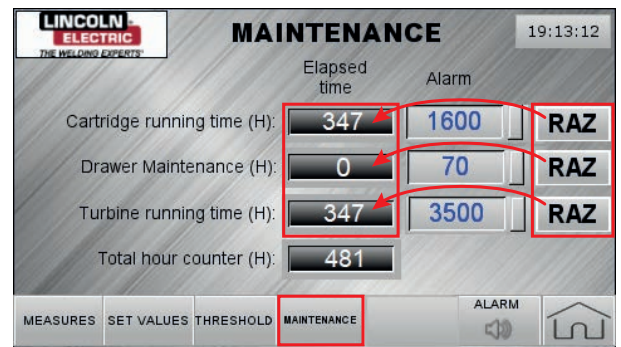 LINCOLN
ELECTRIC
THE WELDING EXPERTS®
MAINTENANCE
19:13:12
Elapsed
time
Alarm
Cartridge running time (H): 347 1600 RAZ
Drawer Maintenance (H): 0 70 RAZ
Turbine running time (H): 347 3500 RAZ
Total hour counter (H): 481
MEASURES SET VALUES THRESHOLD MAINTENANCE ALARM